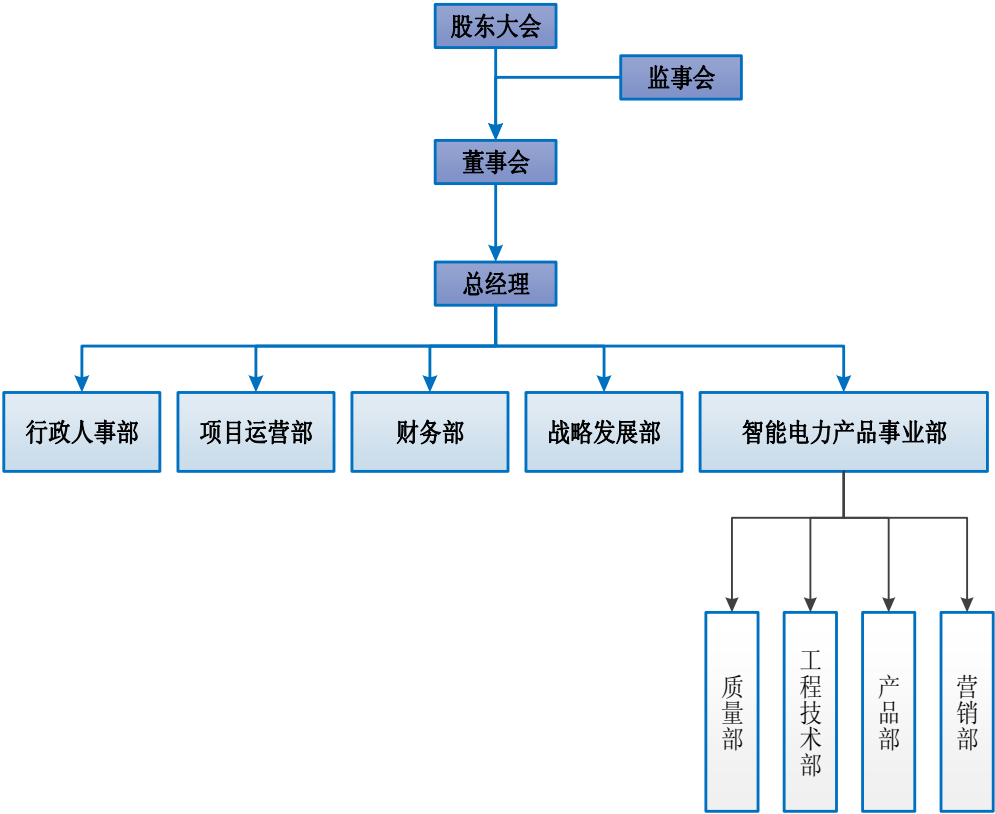 股东大会
监事会
董事会
总经理
行政人事部
项目运营部
财务部
战略发展部
智能电力产品事业部
质量部
工程技术部
产品部
营销部